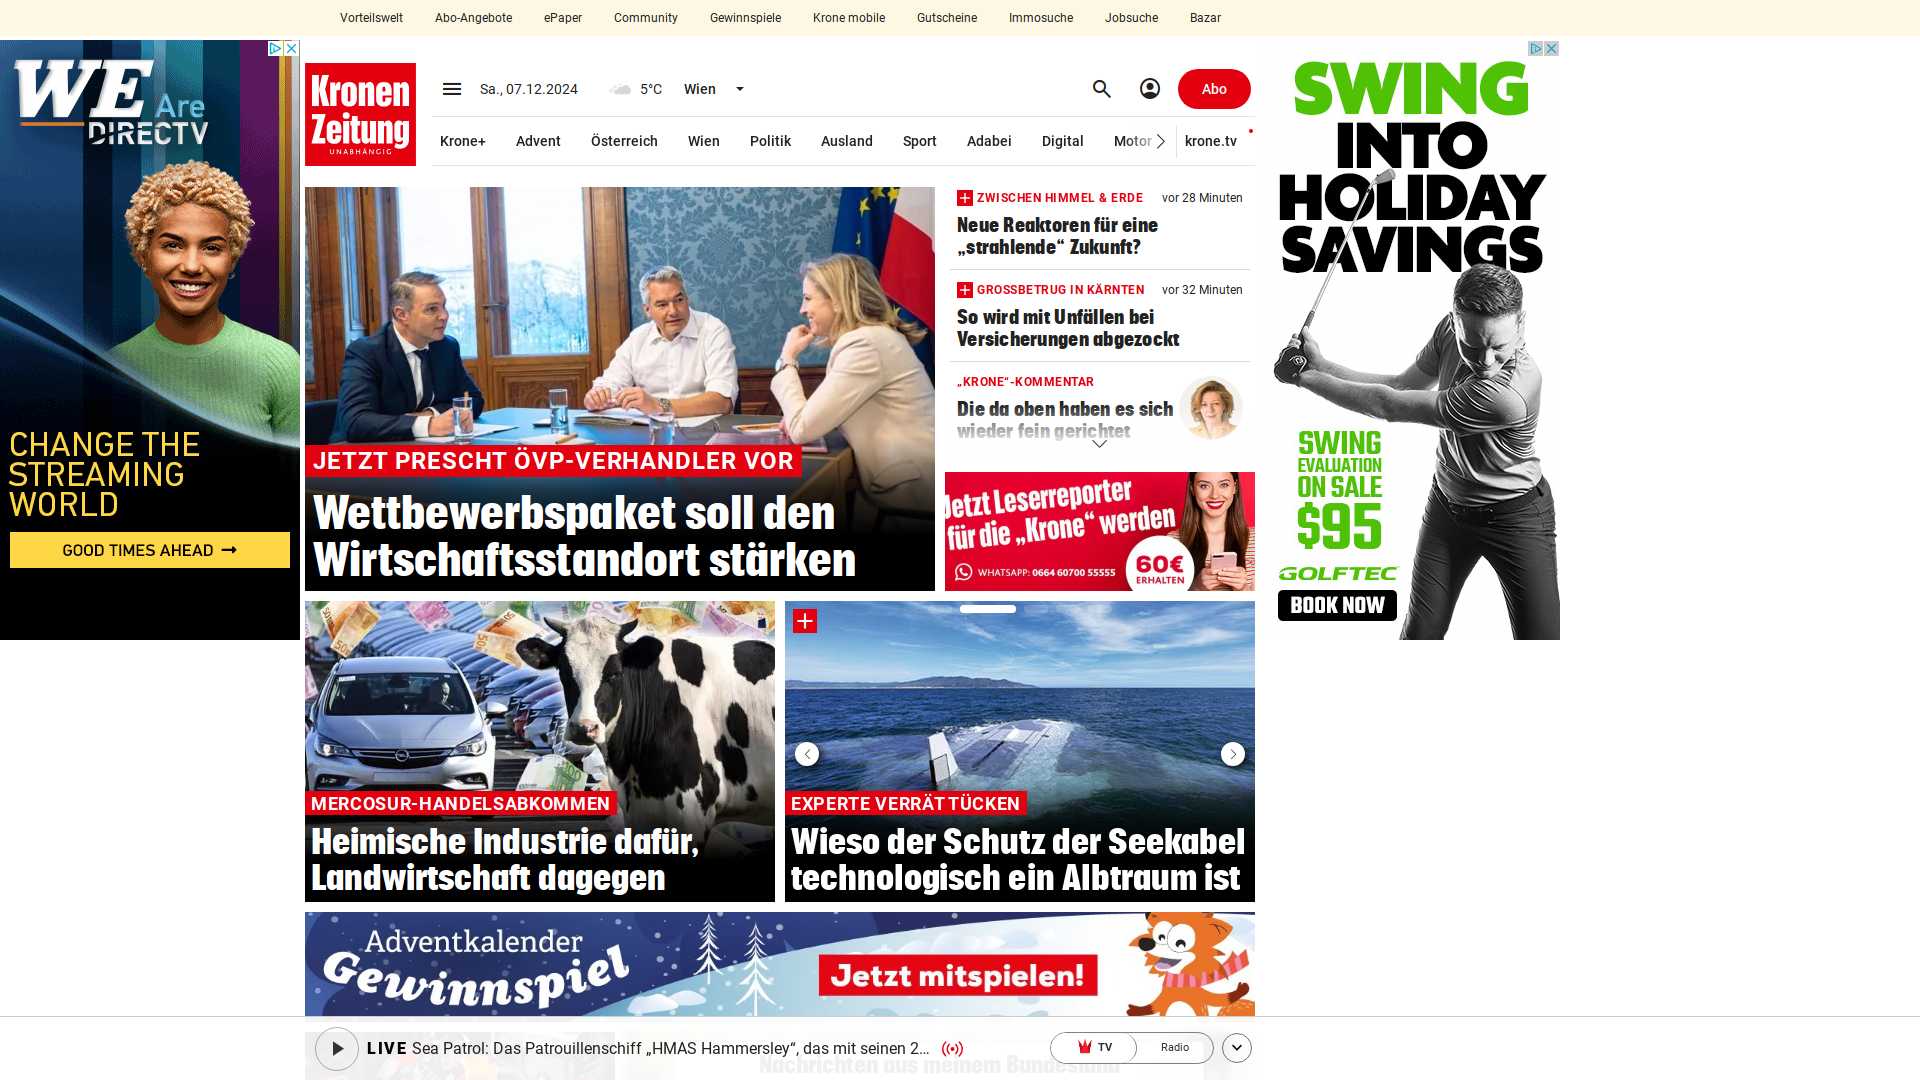 Vorteilswelt Abo-Angebote ePaper Community Gewinnspiele Krone mobile Gutscheine Immosuche Jobsuche Bazar
WE Are
DIRECTV
CHANGE THE
STREAMING
WORLD
GOOD TIMES AHEAD
Kronen
Zeitung
UNABHÄNGIG
Sa., 07.12.2024 5°C Wien Abo
Krone+ Advent Österreich Wien Politik Ausland Sport Adabei Digital Motor krone.tv
JETZT PRESCHT ÖVP-VERHANDLER VOR
Wettbewerbspaket soll den
Wirtschaftsstandort stärken
ZWISCHEN HIMMEL & ERDE vor 28 Minuten
Neue Reaktoren für eine
„strahlende“ Zukunft?
GROSSBETRUG IN KÄRNTEN vor 32 Minuten
So wird mit Unfällen bei
Versicherungen abgezockt
„KRONE“-KOMMENTAR
Die da oben haben es sich
wieder fein gerichtet
Jetzt Leserreporter
für die „Krone“ werden
WHATSAPP: 0664 60700 55555
60€
ERHALTEN
MERCOSUR-HANDELSABKOMMEN
Heimische Industrie dafür,
Landwirtschaft dagegen
EXPERTE VERRÄT TÜCKEN
Wieso der Schutz der Seekabel
technologisch ein Albtraum ist
Adventkalender
Gewinnspiel
Jetzt mitspielen!
LIVE Sea Patrol: Das Patrouillenschiff „HMAS Hammersley“, das mit seinen 2... TV Radio
Nachrichten aus meinem Bundesland
SWING
INTO
HOLIDAY
SAVINGS
SWING
EVALUATION
ON SALE
$95
GOLFTEC
BOOK NOW